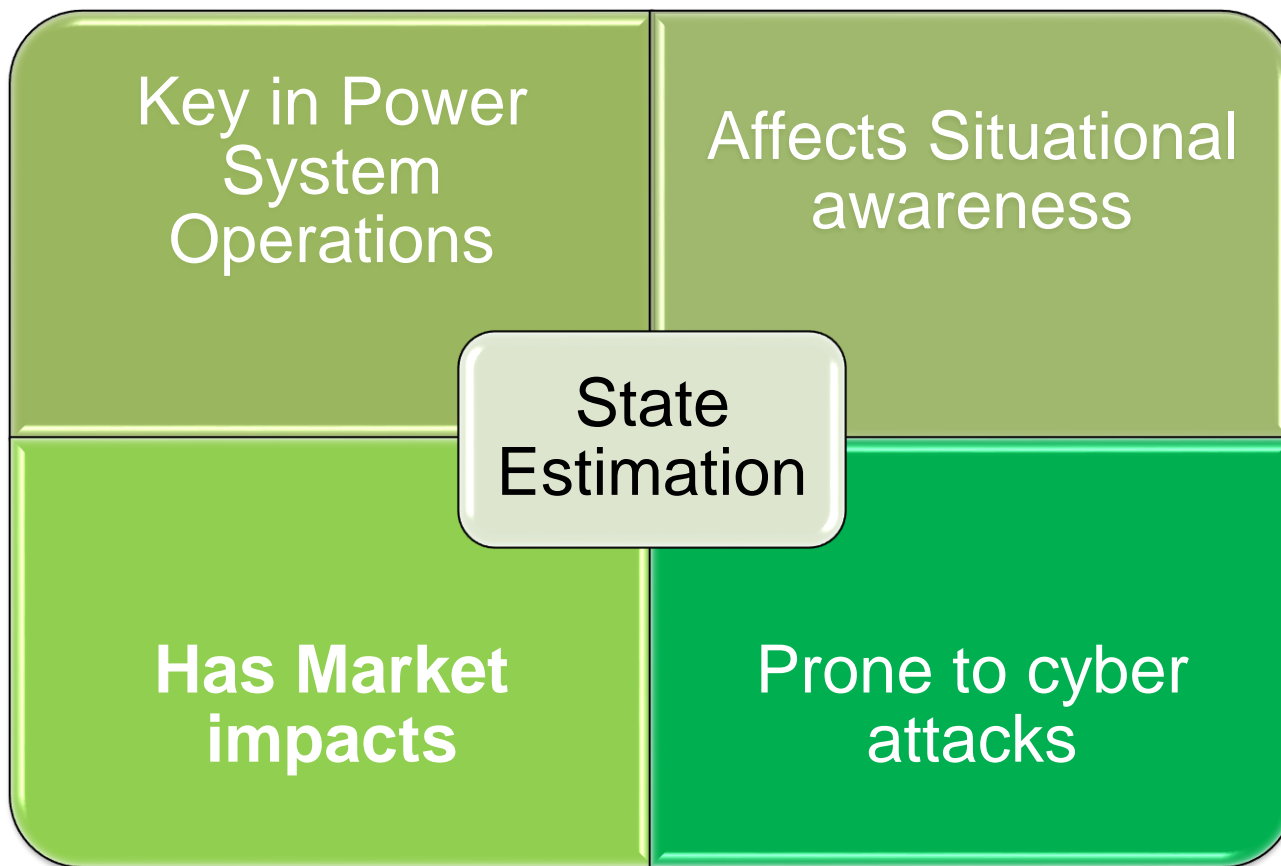 Key in Power
System
Operations
Affects Situational
awareness
State
Estimation
Has Market
impacts
Prone to cyber
attacks